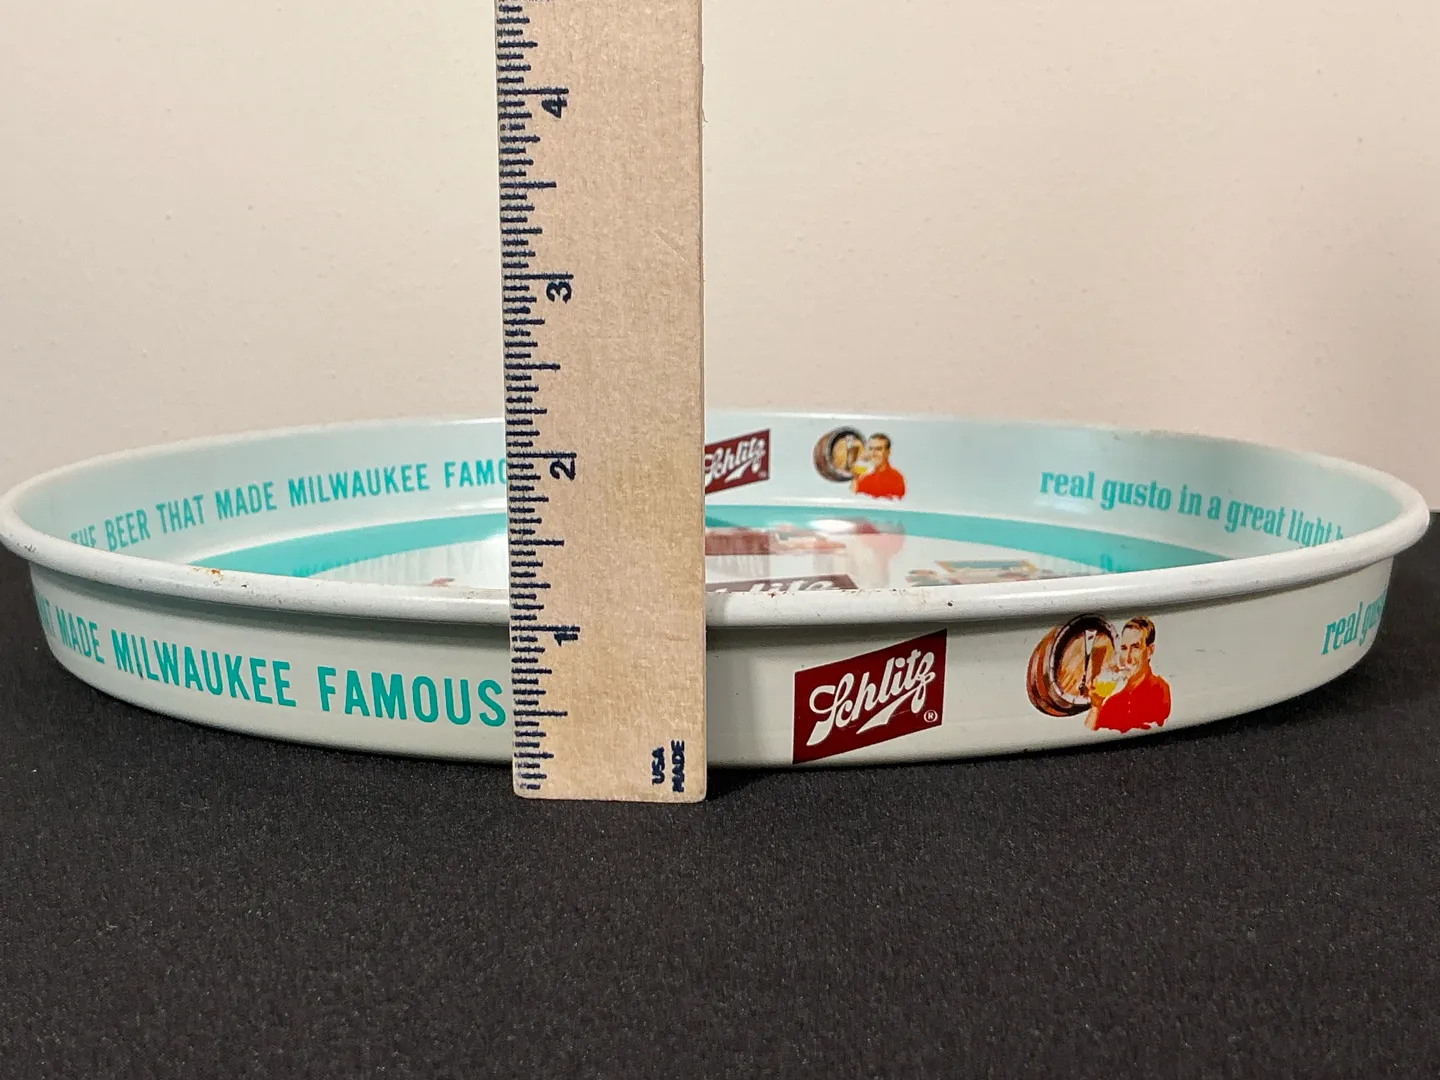 4
3
2
1
THE BEER THAT MADE MILWAUKEE FAMO
Schlitz
real gusto in a great light
MADE MILWAUKEE FAMOUS
Schlitz ®
real gus
USA
MADE